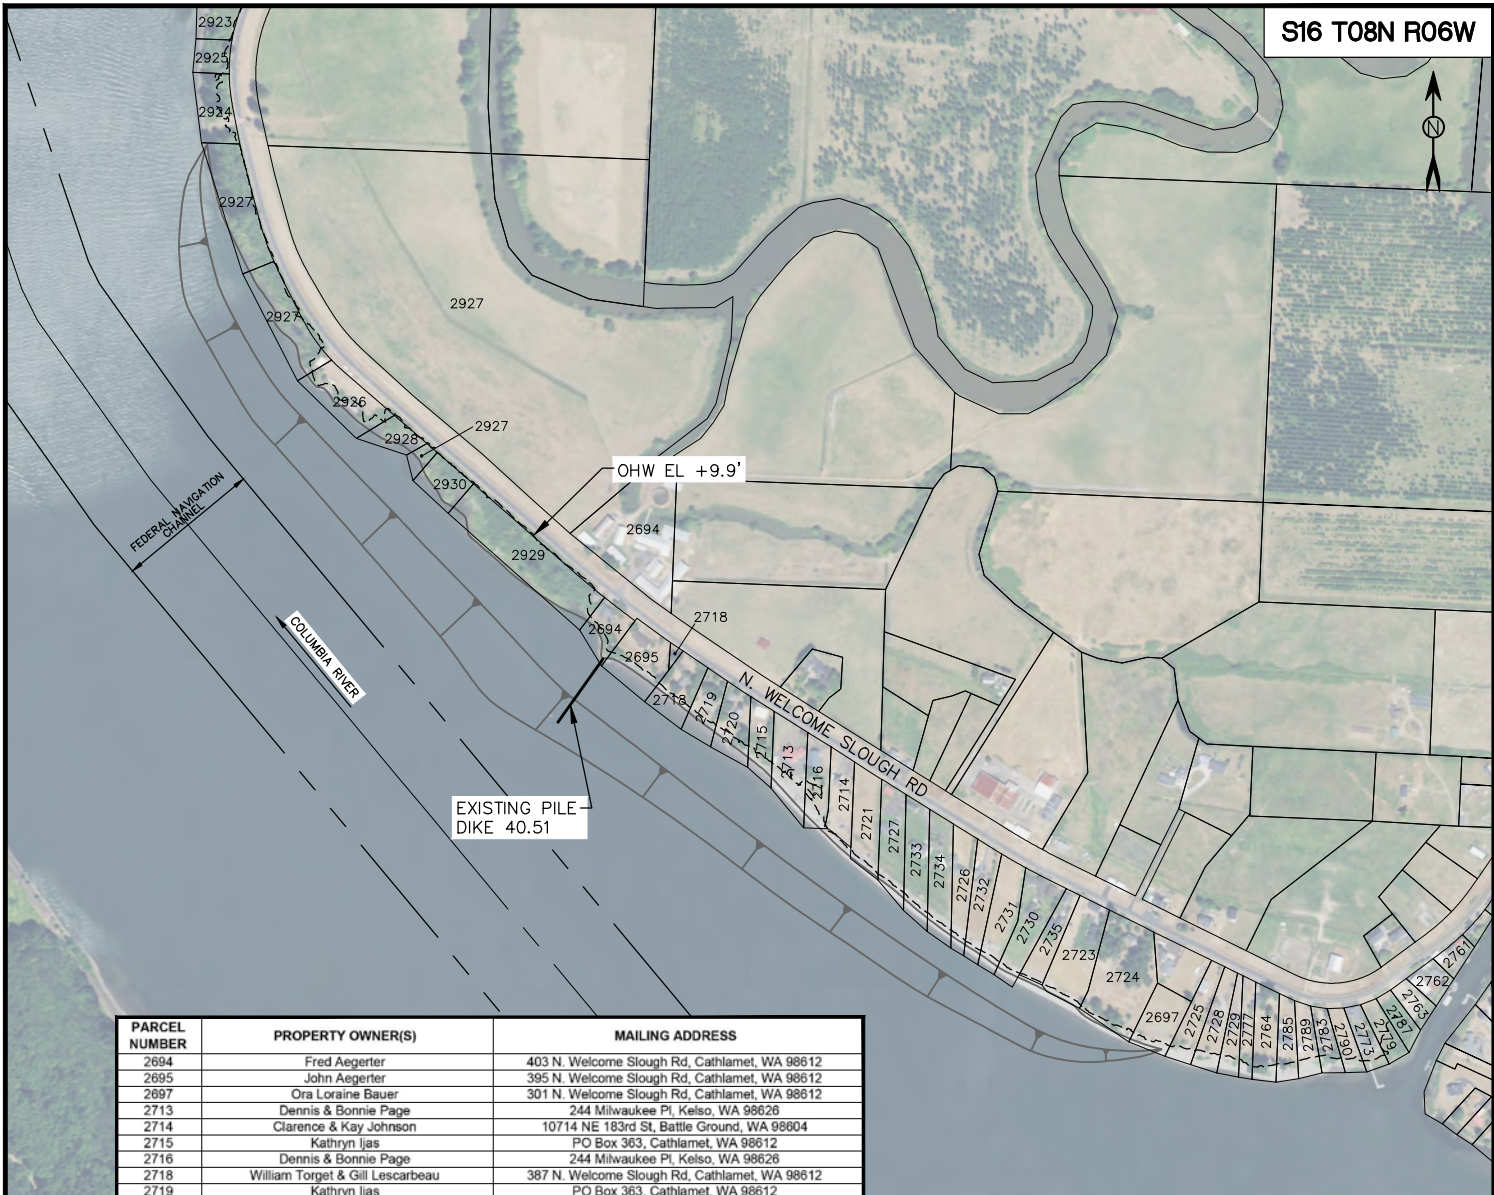 S16 T08N R06W
N
2923
2925
2924
2927
2927
2927
2926
2928
2927
2930
2929
OHW EL +9.9'
2694
FEDERAL NAVIGATION
CHANNEL
COLUMBIA RIVER
2694
2695
2718
2718
2719
2720
2715
2713
2716
2714
2721
2727
2733
2734
2726
2732
2731
2730
2735
2723
2724
2697
2725
2728
2729
2777
2764
2785
2789
2783
2790
2773
2779
2787
2763
2762
2761
N. WELCOME SLOUGH RD
EXISTING PILE
DIKE 40.51
PARCEL NUMBER PROPERTY OWNER(S) MAILING ADDRESS
2694 Fred Aegerter 403 N. Welcome Slough Rd, Cathlamet, WA 98612
2695 John Aegerter 395 N. Welcome Slough Rd, Cathlamet, WA 98612
2697 Ora Loraine Bauer 301 N. Welcome Slough Rd, Cathlamet, WA 98612
2713 Dennis & Bonnie Page 244 Milwaukee Pl, Kelso, WA 98626
2714 Clarence & Kay Johnson 10714 NE 183rd St, Battle Ground, WA 98604
2715 Kathryn Ijas PO Box 363, Cathlamet, WA 98612
2716 Dennis & Bonnie Page 244 Milwaukee Pl, Kelso, WA 98626
2718 William Torget & Gill Lescarbeau 387 N. Welcome Slough Rd, Cathlamet, WA 98612
2719 Kathryn Ijas PO Box 363, Cathlamet, WA 98612